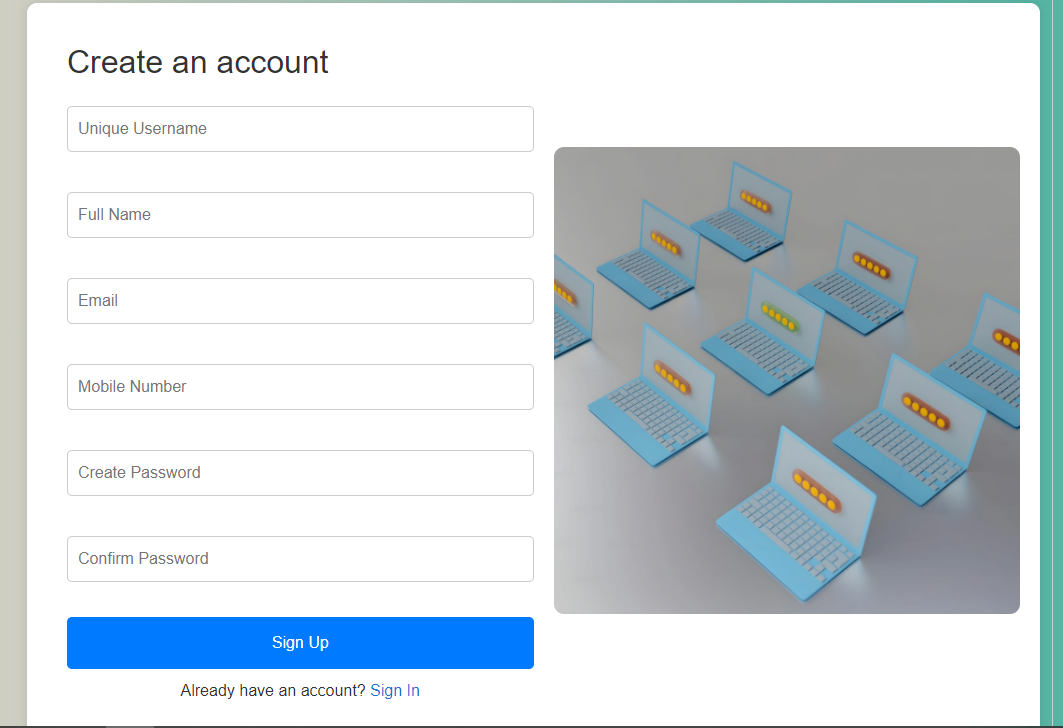 Create an account
Unique Username
Full Name
Email
Mobile Number
Create Password
Confirm Password
Sign Up
Already have an account? Sign In